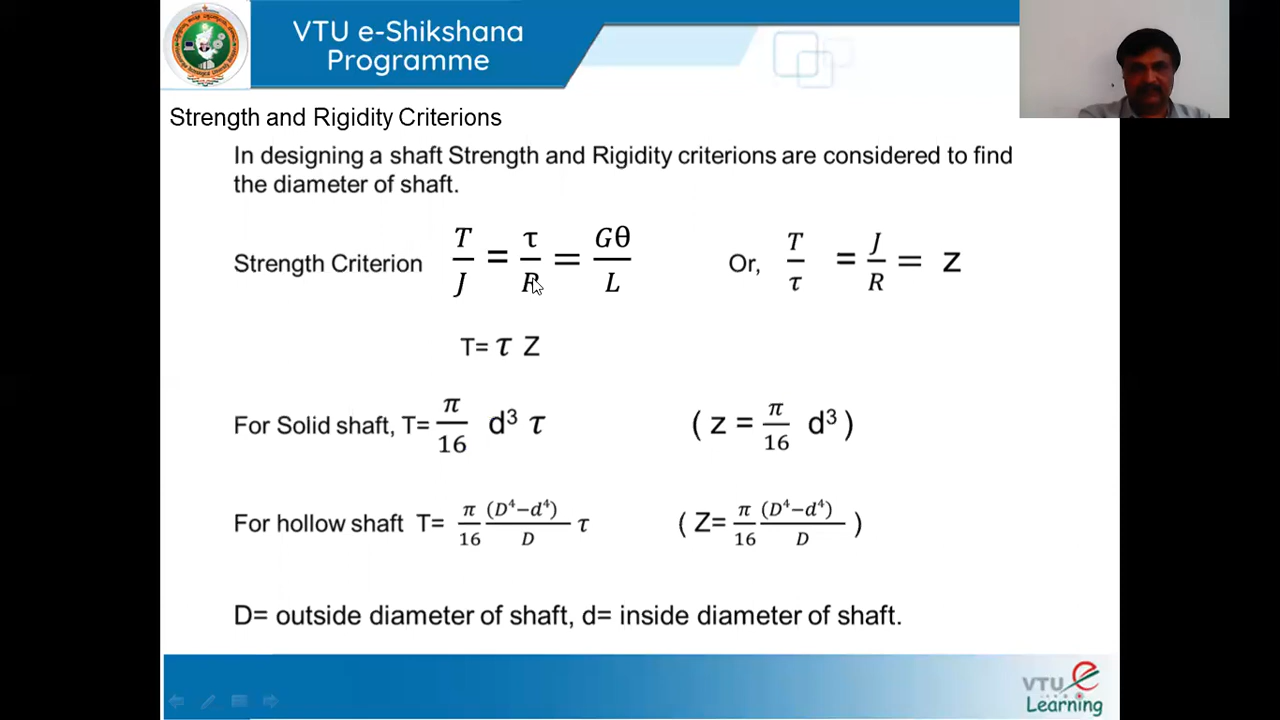 VTU e-Shikshana
Programme
Strength and Rigidity Criterions
In designing a shaft Strength and Rigidity criterions are considered to find
the diameter of shaft.
Strength Criterion T/J = τ/R = Gθ/L Or, T/τ = J/R = z
T= τ Z
For Solid shaft, T= π/16 d³ τ ( z = π/16 d³ )
For hollow shaft T= π/16 (D⁴−d⁴)/D τ ( Z= π/16 (D⁴−d⁴)/D )
D= outside diameter of shaft, d= inside diameter of shaft.
VTU e
Learning